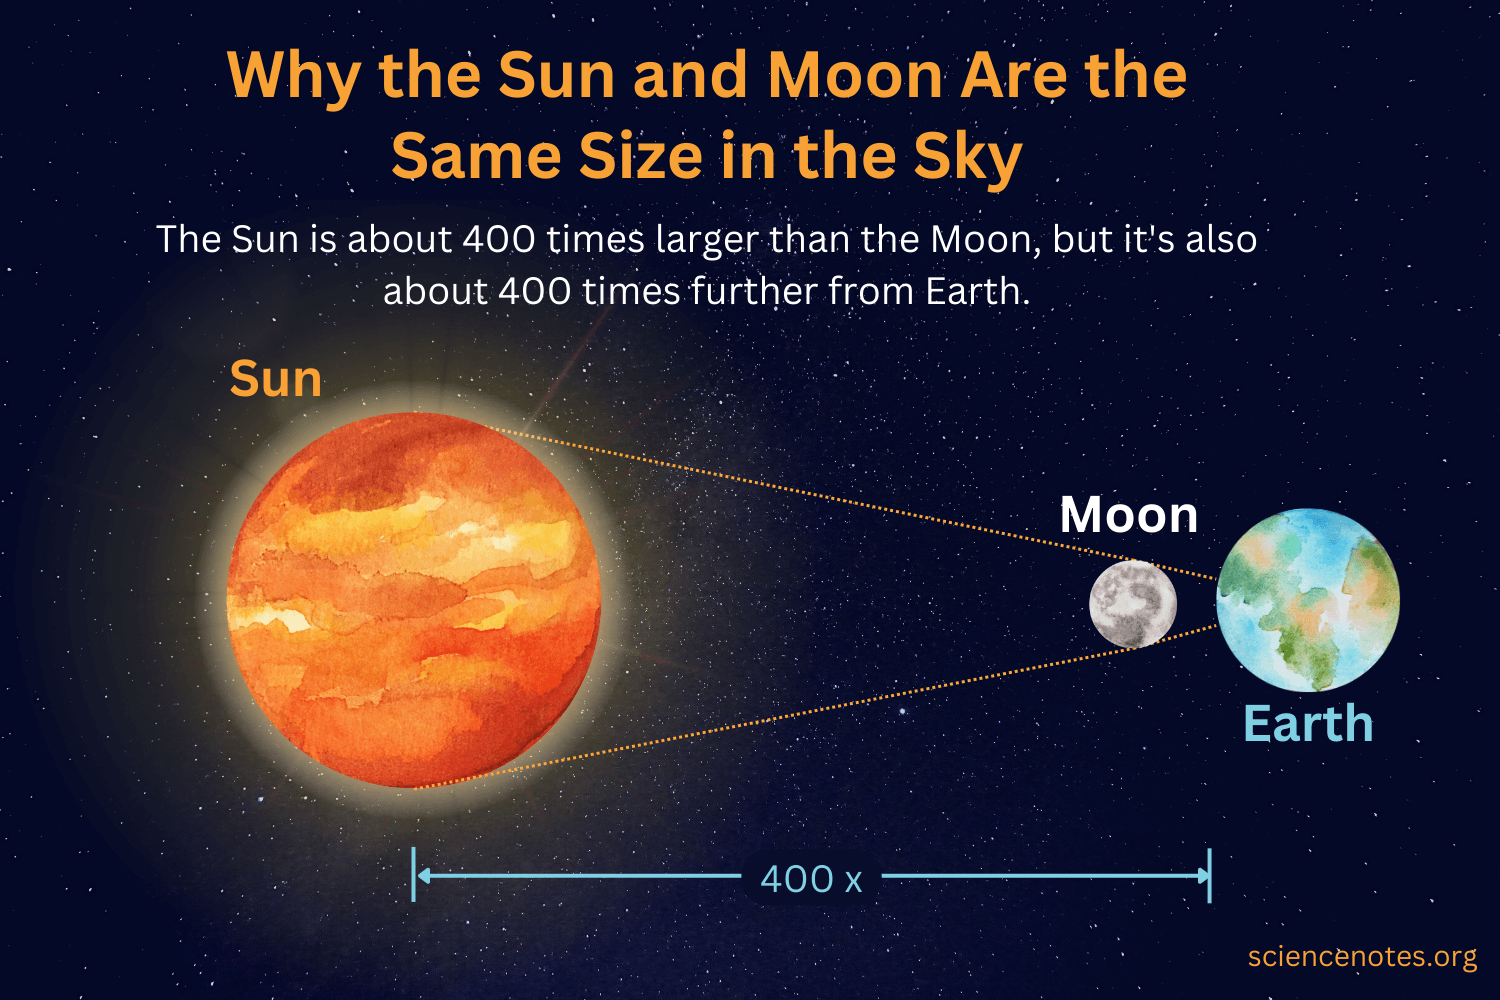 Why the Sun and Moon Are the
Same Size in the Sky
The Sun is about 400 times larger than the Moon, but it's also
about 400 times further from Earth.
Sun
Moon
Earth
400 x
sciencenotes.org